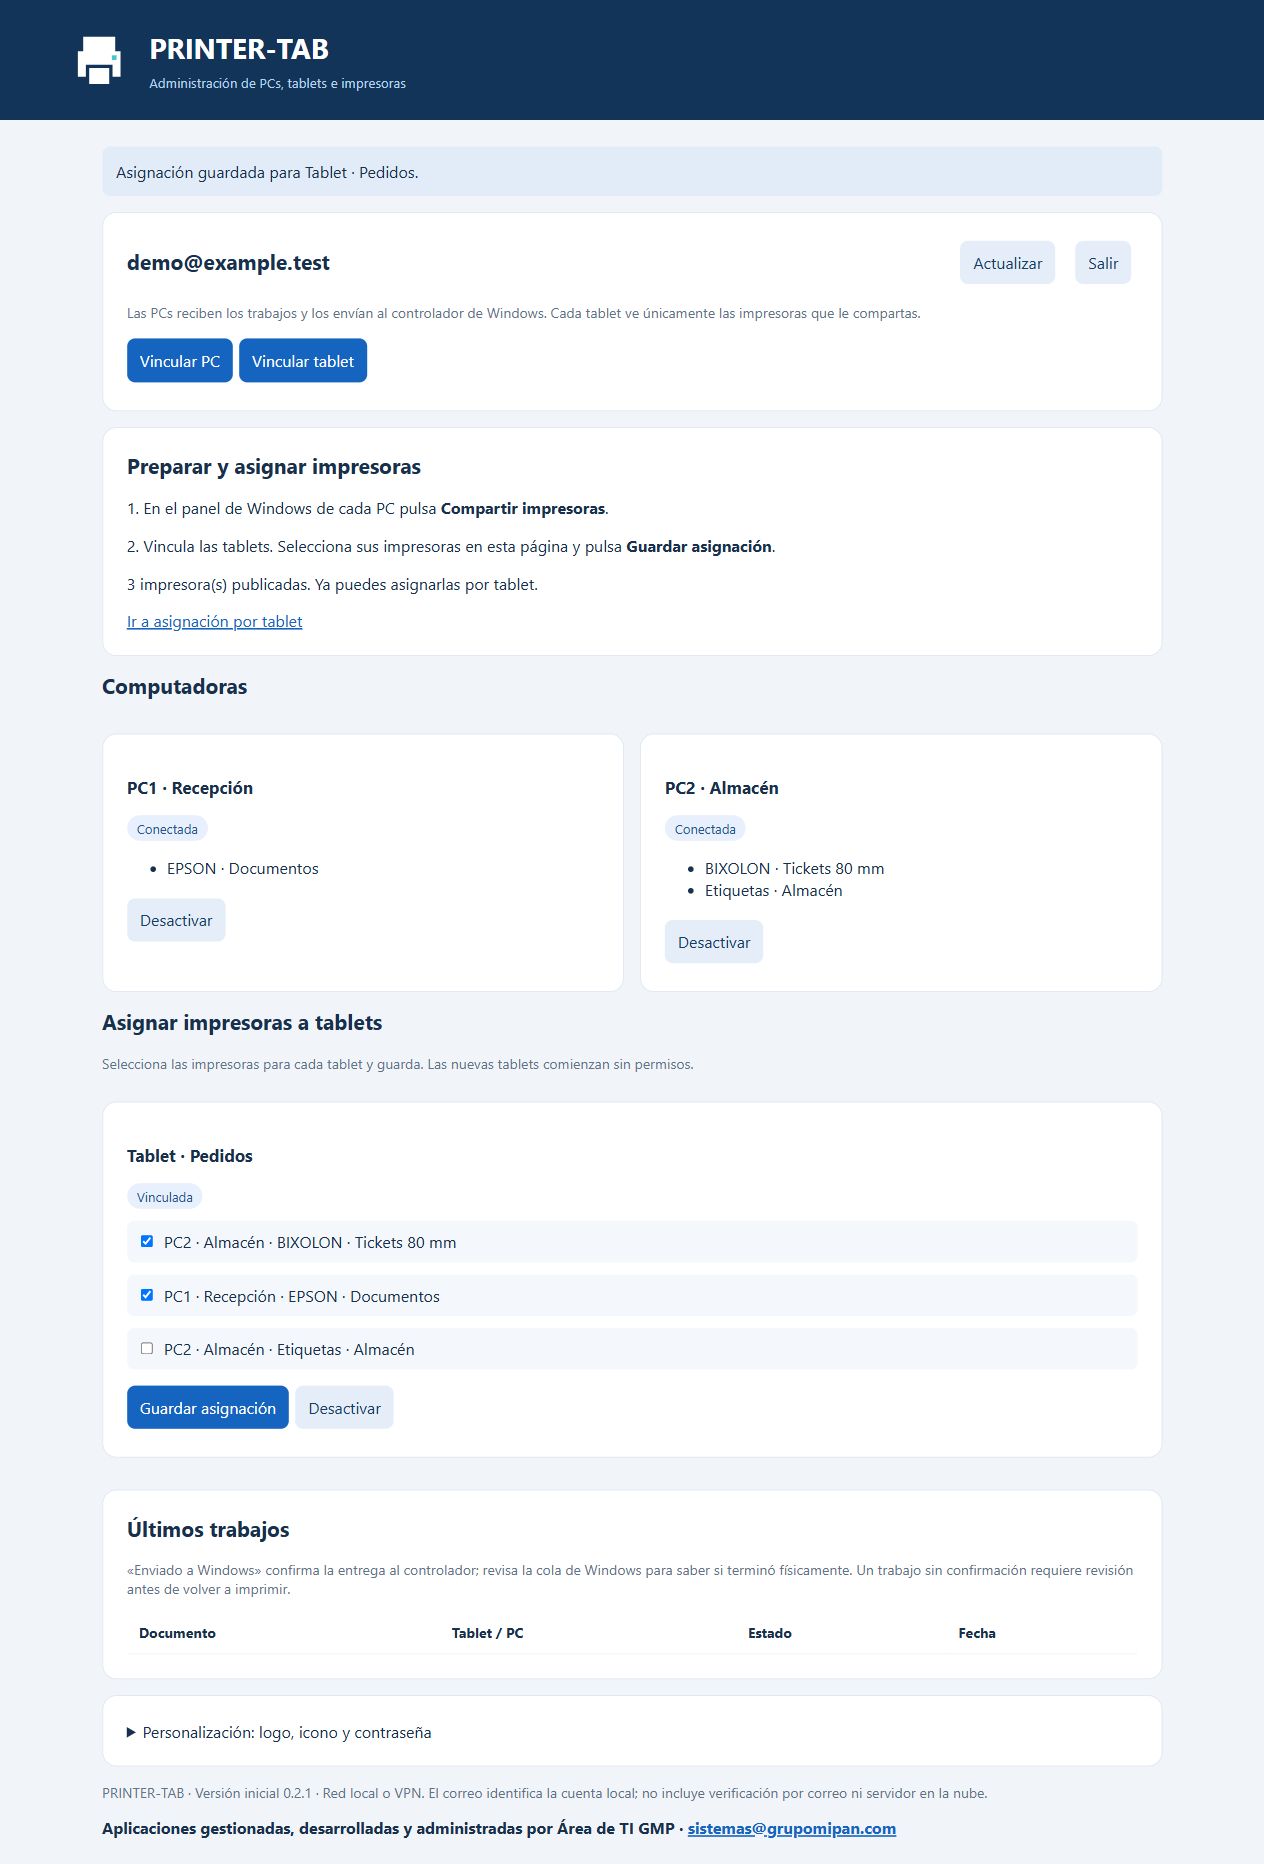 PRINTER-TAB
Administración de PCs, tablets e impresoras
Asignación guardada para Tablet · Pedidos.
demo@example.test
Actualizar
Salir
Las PCs reciben los trabajos y los envían al controlador de Windows. Cada tablet ve únicamente las impresoras que le compartas.
Vincular PC
Vincular tablet
Preparar y asignar impresoras
1. En el panel de Windows de cada PC pulsa Compartir impresoras.
2. Vincula las tablets. Selecciona sus impresoras en esta página y pulsa Guardar asignación.
3 impresora(s) publicadas. Ya puedes asignarlas por tablet.
Ir a asignación por tablet
Computadoras
PC1 · Recepción
Conectada
• EPSON · Documentos
Desactivar
PC2 · Almacén
Conectada
• BIXOLON · Tickets 80 mm
• Etiquetas · Almacén
Desactivar
Asignar impresoras a tablets
Selecciona las impresoras para cada tablet y guarda. Las nuevas tablets comienzan sin permisos.
Tablet · Pedidos
Vinculada
PC2 · Almacén · BIXOLON · Tickets 80 mm
PC1 · Recepción · EPSON · Documentos
PC2 · Almacén · Etiquetas · Almacén
Guardar asignación
Desactivar
Últimos trabajos
«Enviado a Windows» confirma la entrega al controlador; revisa la cola de Windows para saber si terminó físicamente. Un trabajo sin confirmación requiere revisión
antes de volver a imprimir.
Documento Tablet / PC Estado Fecha
Personalización: logo, icono y contraseña
PRINTER-TAB · Versión inicial 0.2.1 · Red local o VPN. El correo identifica la cuenta local; no incluye verificación por correo ni servidor en la nube.
Aplicaciones gestionadas, desarrolladas y administradas por Área de TI GMP · sistemas@grupomipan.com